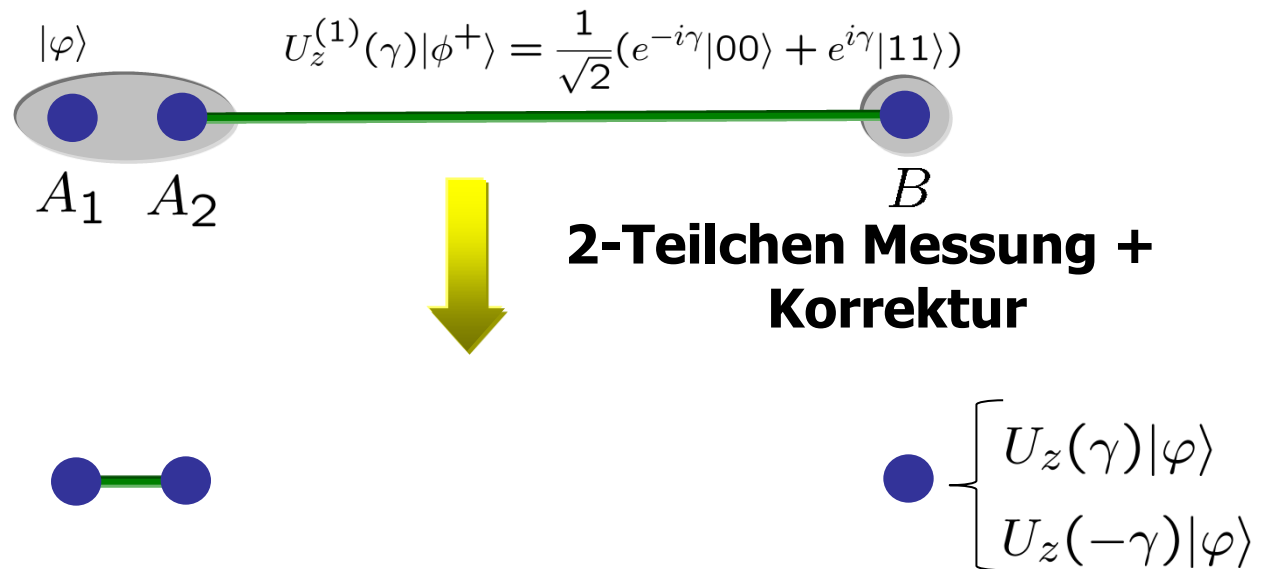 |φ⟩
U_z^{(1)}(γ)|ϕ^+⟩ = \frac{1}{\sqrt{2}}(e^{-iγ}|00⟩ + e^{iγ}|11⟩)
A_1 A_2
B
2-Teilchen Messung +
Korrektur
U_z(γ)|φ⟩
U_z(-γ)|φ⟩